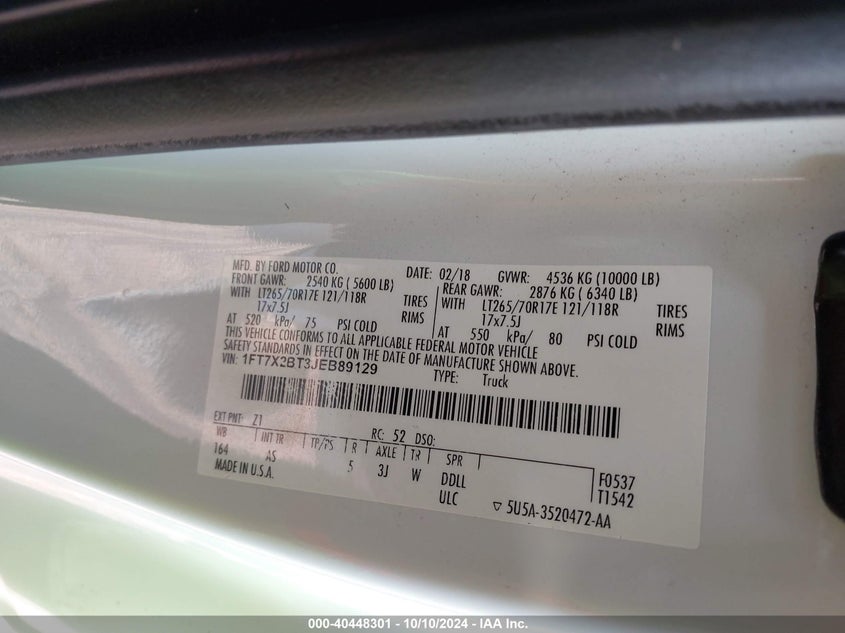 MFD. BY FORD MOTOR CO. DATE: 02/18 GVWR: 4536 KG (10000 LB)
FRONT GAWR: 2540 KG ( 5600 LB) REAR GAWR: 2876 KG ( 6340 LB)
WITH LT265/70R17E 121/118R TIRES WITH LT265/70R17E 121/118R TIRES
17x7.5J RIMS 17x7.5J RIMS
AT 520 kPa/ 75 PSI COLD AT 550 kPa/ 80 PSI COLD
THIS VEHICLE CONFORMS TO ALL APPLICABLE FEDERAL MOTOR VEHICLE
SAFETY STANDARDS IN EFFECT ON THE DATE OF MANUFACTURE SHOWN ABOVE.
VIN: 1FT7X2BT3JEB89129 TYPE: Truck
EXT PNT: Z1 RC: 52 DSO:
WB INT TR TP/PS R AXLE TR SPR
164 AS 5 3J W DDLL F0537
MADE IN U.S.A. ULC T1542
▽ 5U5A-3520472-AA
000-40448301 - 10/10/2024 - IAA Inc.